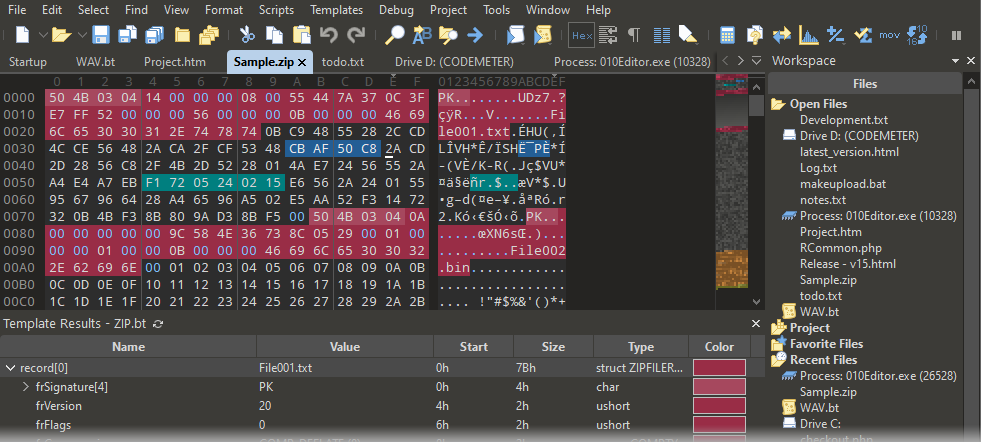 File Edit Search View Format Scripts Templates Debug Project Tools Window Help
Hex ¶ mov
Startup WAV.bt Project.htm Sample.zip todo.txt Drive D: (CODEMETER) Process: 010Editor.exe (10328)
Workspace
Files
0 1 2 3 4 5 6 7 8 9 A B C D E F 0123456789ABCDEF
0000 50 4B 03 04 14 00 00 00 08 00 55 44 7A 37 0C 3F PK........UDz7.?
0010 E7 FF 52 00 00 00 56 00 00 00 0B 00 00 00 46 69 çÿR...V.......Fi
0020 6C 65 30 30 31 2E 74 78 74 0B C9 48 55 28 2C CD le001.txt.ÉHU(,Í
0030 4C CE 56 48 2A CA 2F CF 53 48 CB AF 50 C8 2A CD LÎVH*Ê/ÏSHË¯PÈ*Í
0040 2D 28 56 C8 2F 4B 2D 52 28 01 4A E7 24 56 55 2A -(VÈ/K-R(.Jç$VU*
0050 A4 E4 A7 EB F1 72 05 24 02 15 E6 56 2A 24 01 55 ¤ä§ëñr.$..æV*$.U
0060 95 67 96 64 28 A4 65 96 A5 02 E5 AA 52 F3 14 72 •g–d(¤e–¥.åªRó.r
0070 32 0B 4B F3 8B 80 9A D3 8B F5 00 50 4B 03 04 0A 2.Kó‹€šÓ‹õ.PK...
0080 00 00 00 00 00 9C 58 4E 36 73 8C 05 29 00 01 00 .....œXN6sŒ.)...
0090 00 00 01 00 00 0B 00 00 00 46 69 6C 65 30 30 32 .........File002
00A0 2E 62 69 6E 00 01 02 03 04 05 06 07 08 09 0A 0B .bin............
00B0 0C 0D 0E 0F 10 11 12 13 14 15 16 17 18 19 1A 1B ................
00C0 1C 1D 1E 1F 20 21 22 23 24 25 26 27 28 29 2A 2B .... !"#$%&'()*+
Open Files
Development.txt
Drive D: (CODEMETER)
latest_version.html
Log.txt
makeupload.bat
notes.txt
Process: 010Editor.exe (10328)
Project.htm
RCommon.php
Release - v15.html
Sample.zip
todo.txt
WAV.bt
Project
Favorite Files
Recent Files
Process: 010Editor.exe (26528)
Sample.zip
WAV.bt
Drive C:
checkout.php
Template Results - ZIP.bt
Name Value Start Size Type Color
record[0] File001.txt 0h 7Bh struct ZIPFILER...
frSignature[4] PK 0h 4h char
frVersion 20 4h 2h ushort
frFlags 0 6h 2h ushort